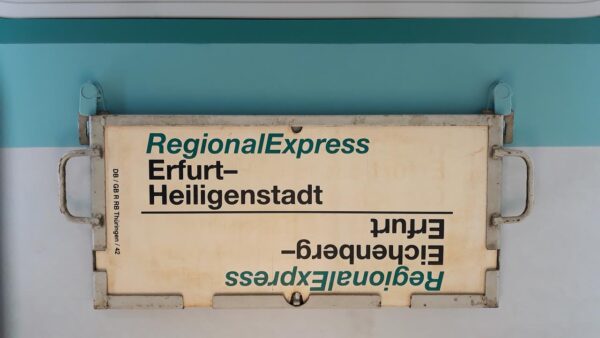 RegionalExpress
Erfurt–
Heiligenstadt
RegionalExpress
Eichenberg–
Erfurt
DB / GB R RB Thüringen / 42